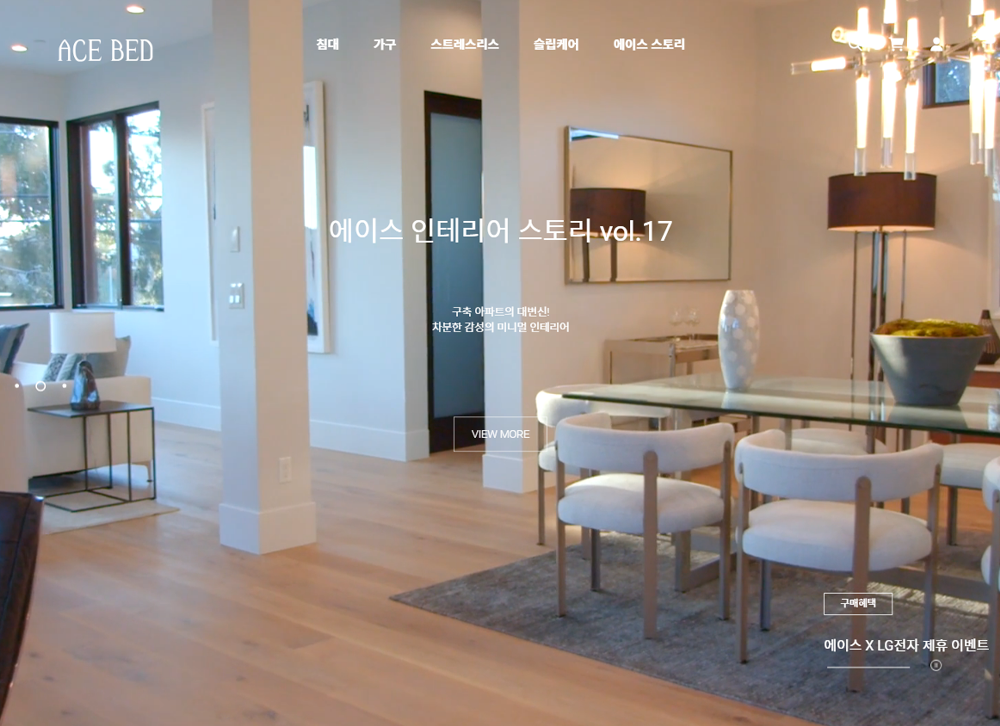 ACE BED
침대 가구 스트레스리스 슬립케어 에이스 스토리
에이스 인테리어 스토리 vol.17
구축 아파트의 대변신!
차분한 감성의 미니멀 인테리어
VIEW MORE
구매혜택
에이스 X LG전자 제휴 이벤트